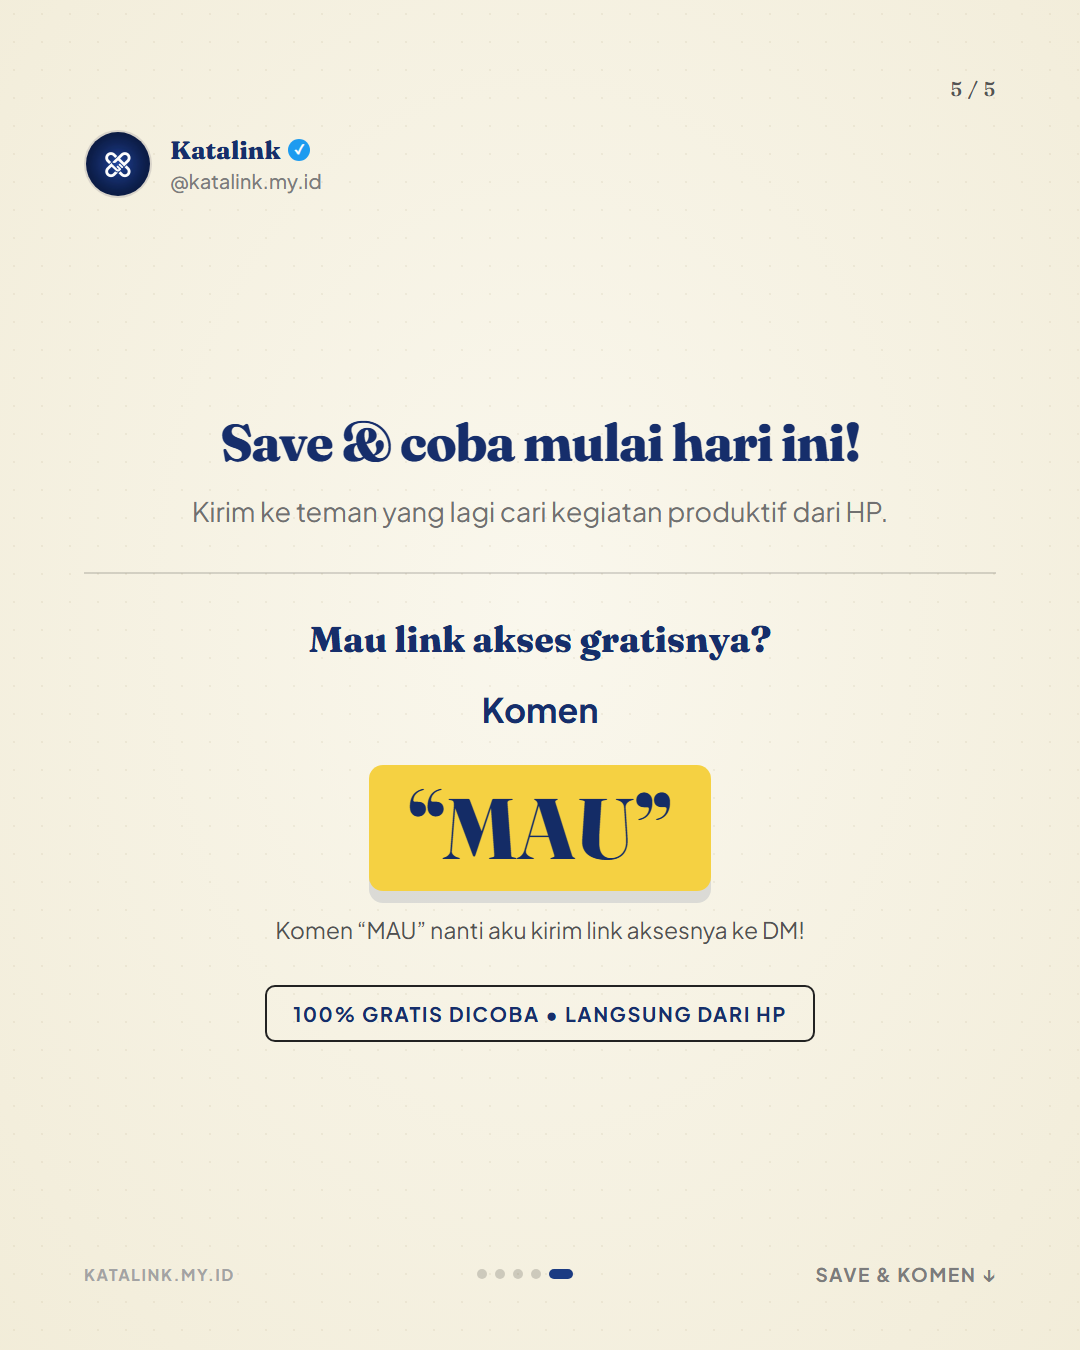 5 / 5
Katalink
@katalink.my.id
Save & coba mulai hari ini!
Kirim ke teman yang lagi cari kegiatan produktif dari HP.
Mau link akses gratisnya?
Komen
“MAU”
Komen “MAU” nanti aku kirim link aksesnya ke DM!
100% GRATIS DICOBA • LANGSUNG DARI HP
KATALINK.MY.ID
SAVE & KOMEN ↓